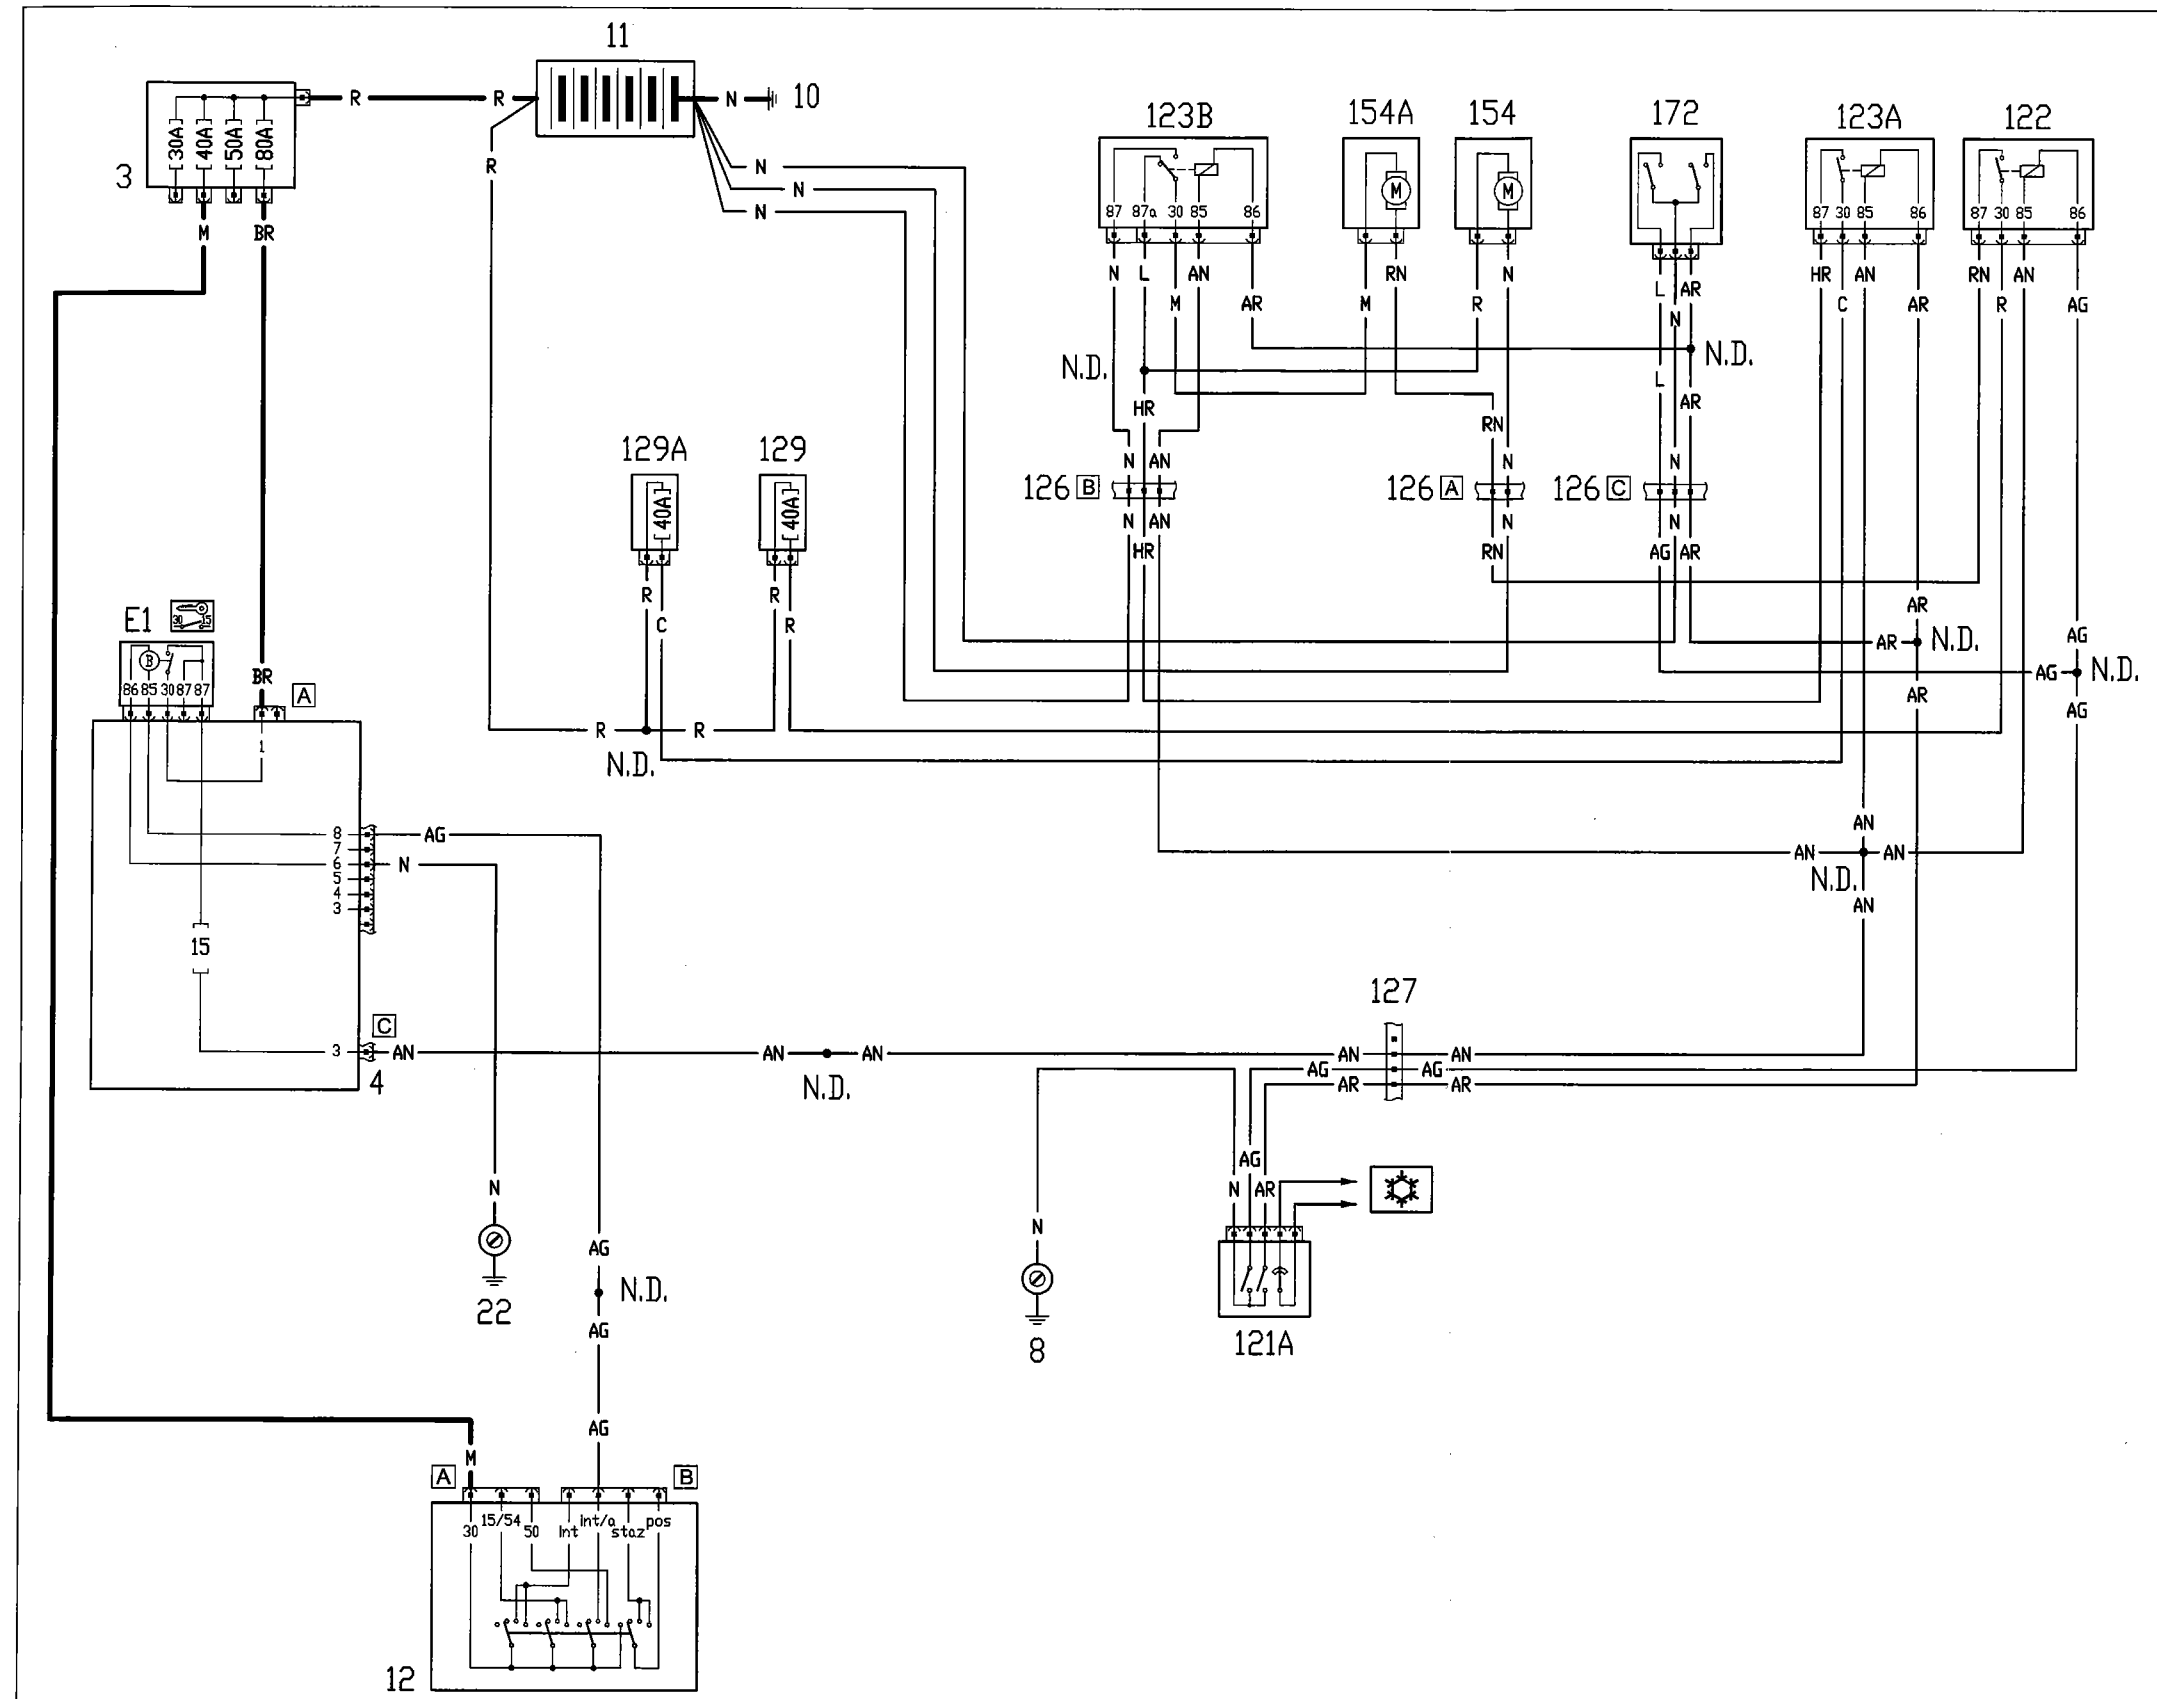 11
R R N 10
30A 40A 50A 80A
3
M BR
R
N
N
N
123B 154A 154 172 123A 122
M M
87 87a 30 85 86
87 30 85 86
87 30 85 86
N L AN RN N HR AN RN AN
L AR
M AR M R C AR R AG
N
N.D. N.D.
L
HR AR
RN
129A 129
N AN N N
126 B 126 A 126 C
40A 40A
N AN N N
HR RN AG AR
R R
C R
AR
E1 30 15
B
86 85 30 87 87
BR A
AG
AR N.D.
AG N.D.
AR AG
R R
N.D.
1
8 AG
7
6 N
5
4
3
AN
AN AN
N.D.
AN
15
127
C
3 AN AN AN AN AN
4
N.D.
AG AG
AR AR
AG
N AR
N
N
AG
N.D.
22
8
121A
AG
AG
M
A B
30 15/54 50 Int int/a staz pos
12